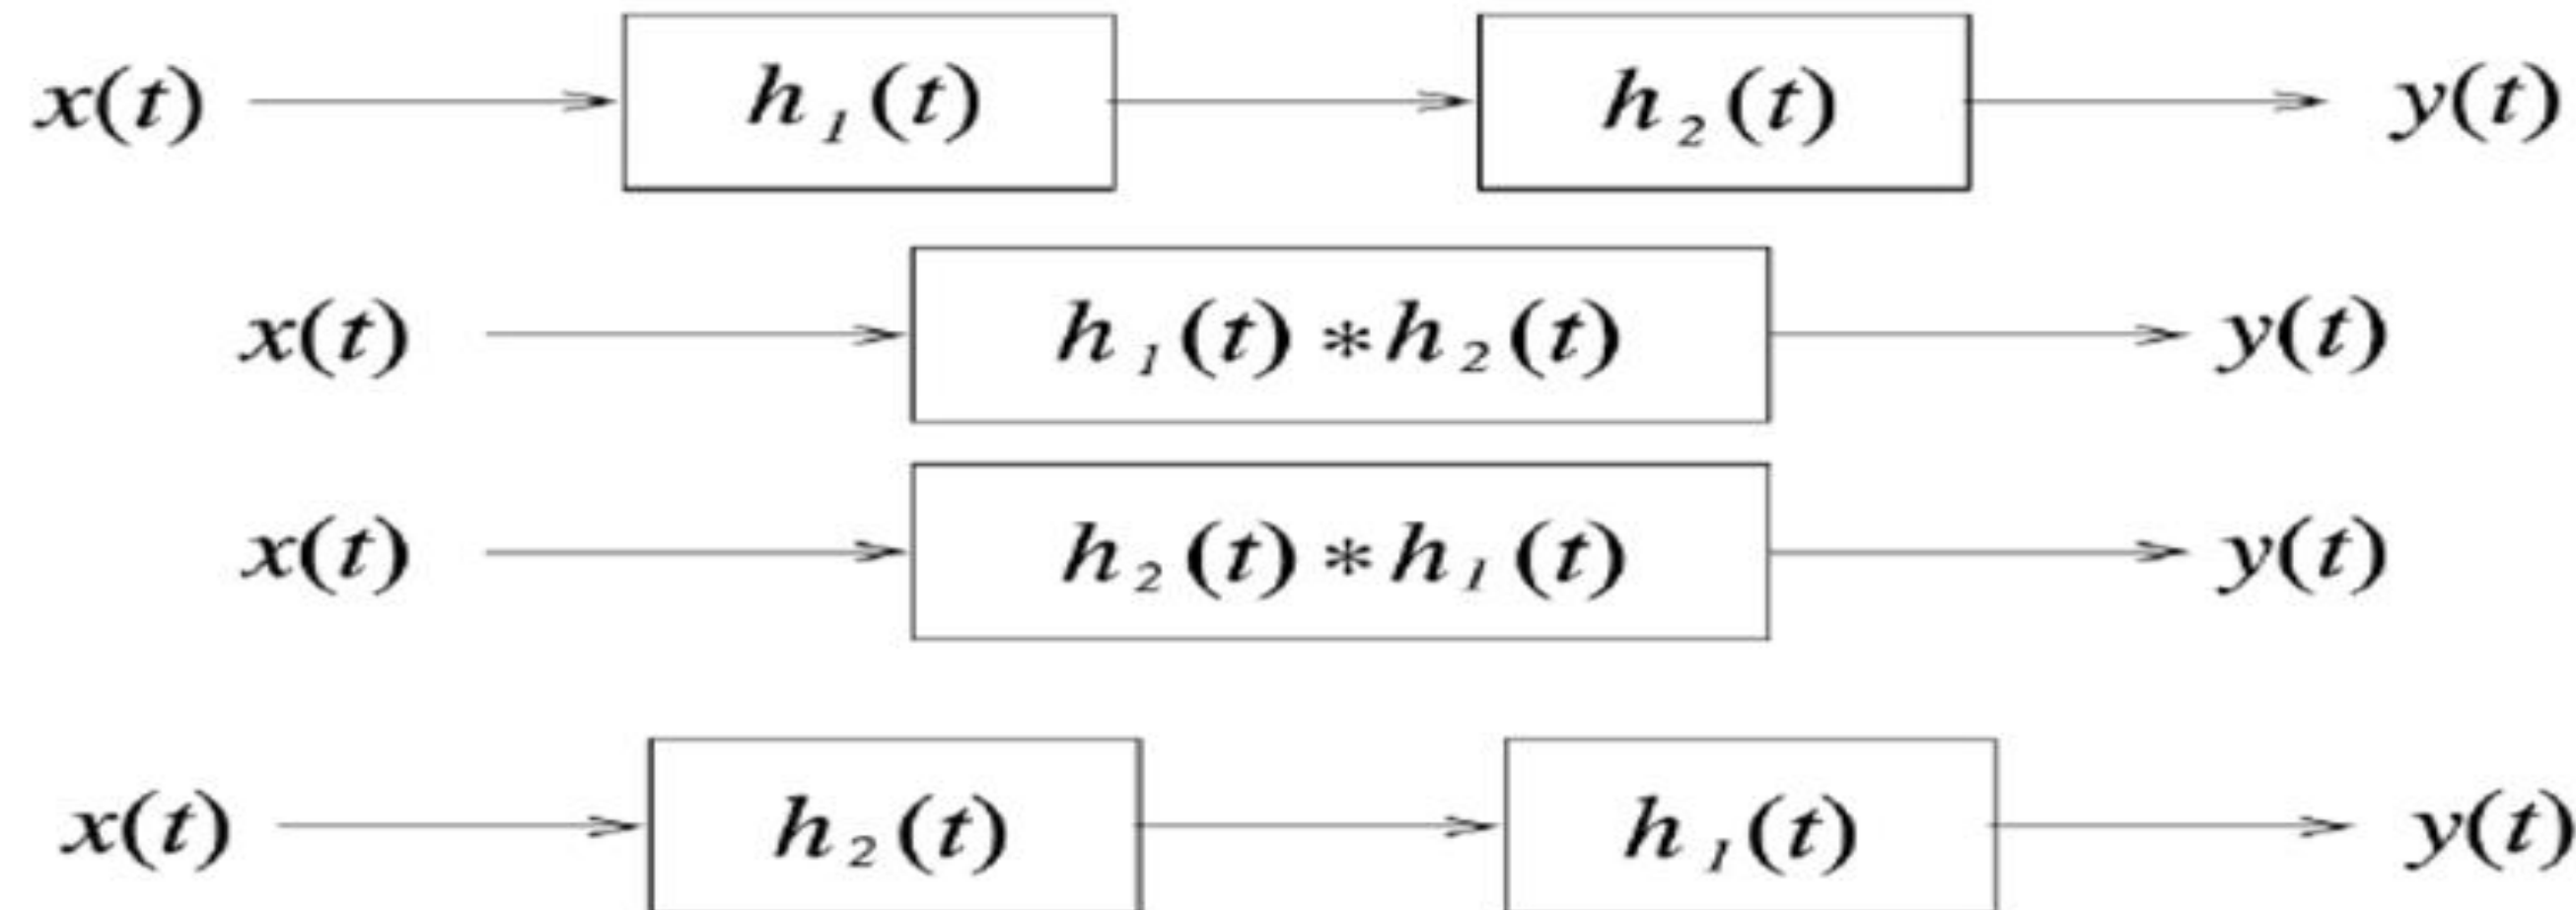 x(t) h₁(t) h₂(t) y(t)
x(t) h₁(t) * h₂(t) y(t)
x(t) h₂(t) * h₁(t) y(t)
x(t) h₂(t) h₁(t) y(t)